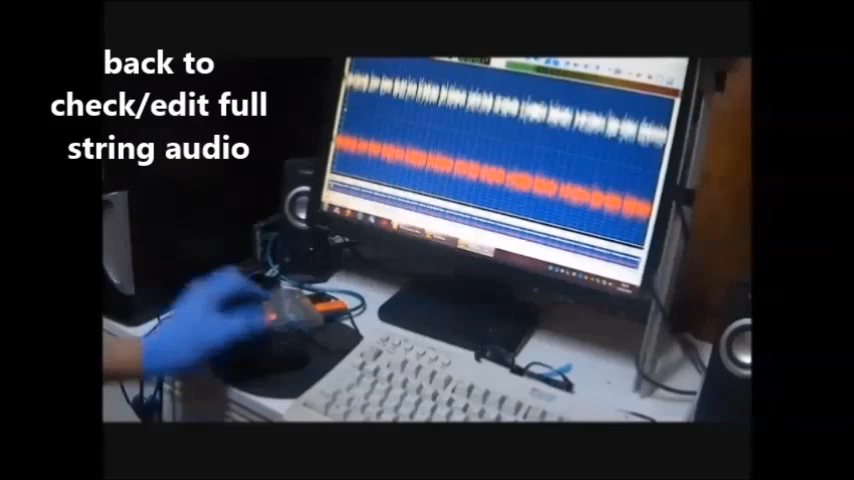 back to
check/edit full
string audio